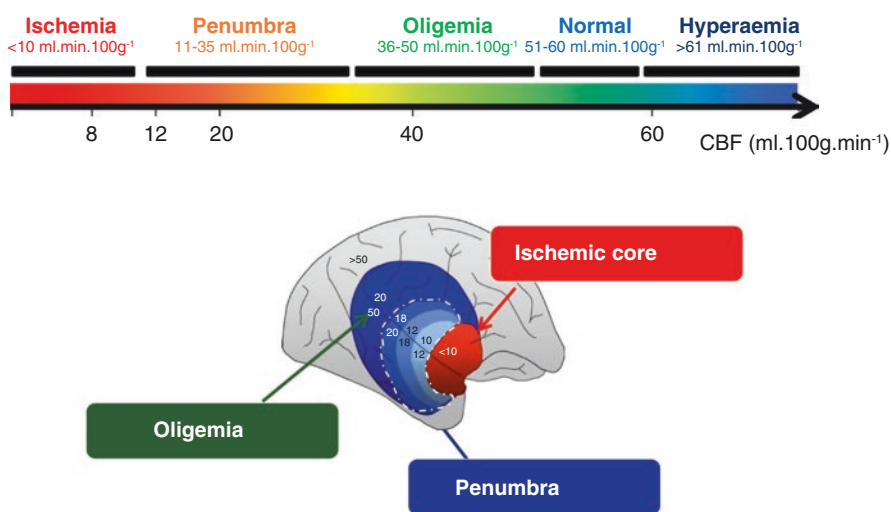 Ischemia Penumbra Oligemia Normal Hyperaemia
<10 ml.min.100g⁻¹ 11-35 ml.min.100g⁻¹ 36-50 ml.min.100g⁻¹ 51-60 ml.min.100g⁻¹ >61 ml.min.100g⁻¹
8 12 20 40 60
CBF (ml.100g.min⁻¹)
Ischemic core
>50
20
50
18
20
12
18
10
12
<10
Oligemia
Penumbra